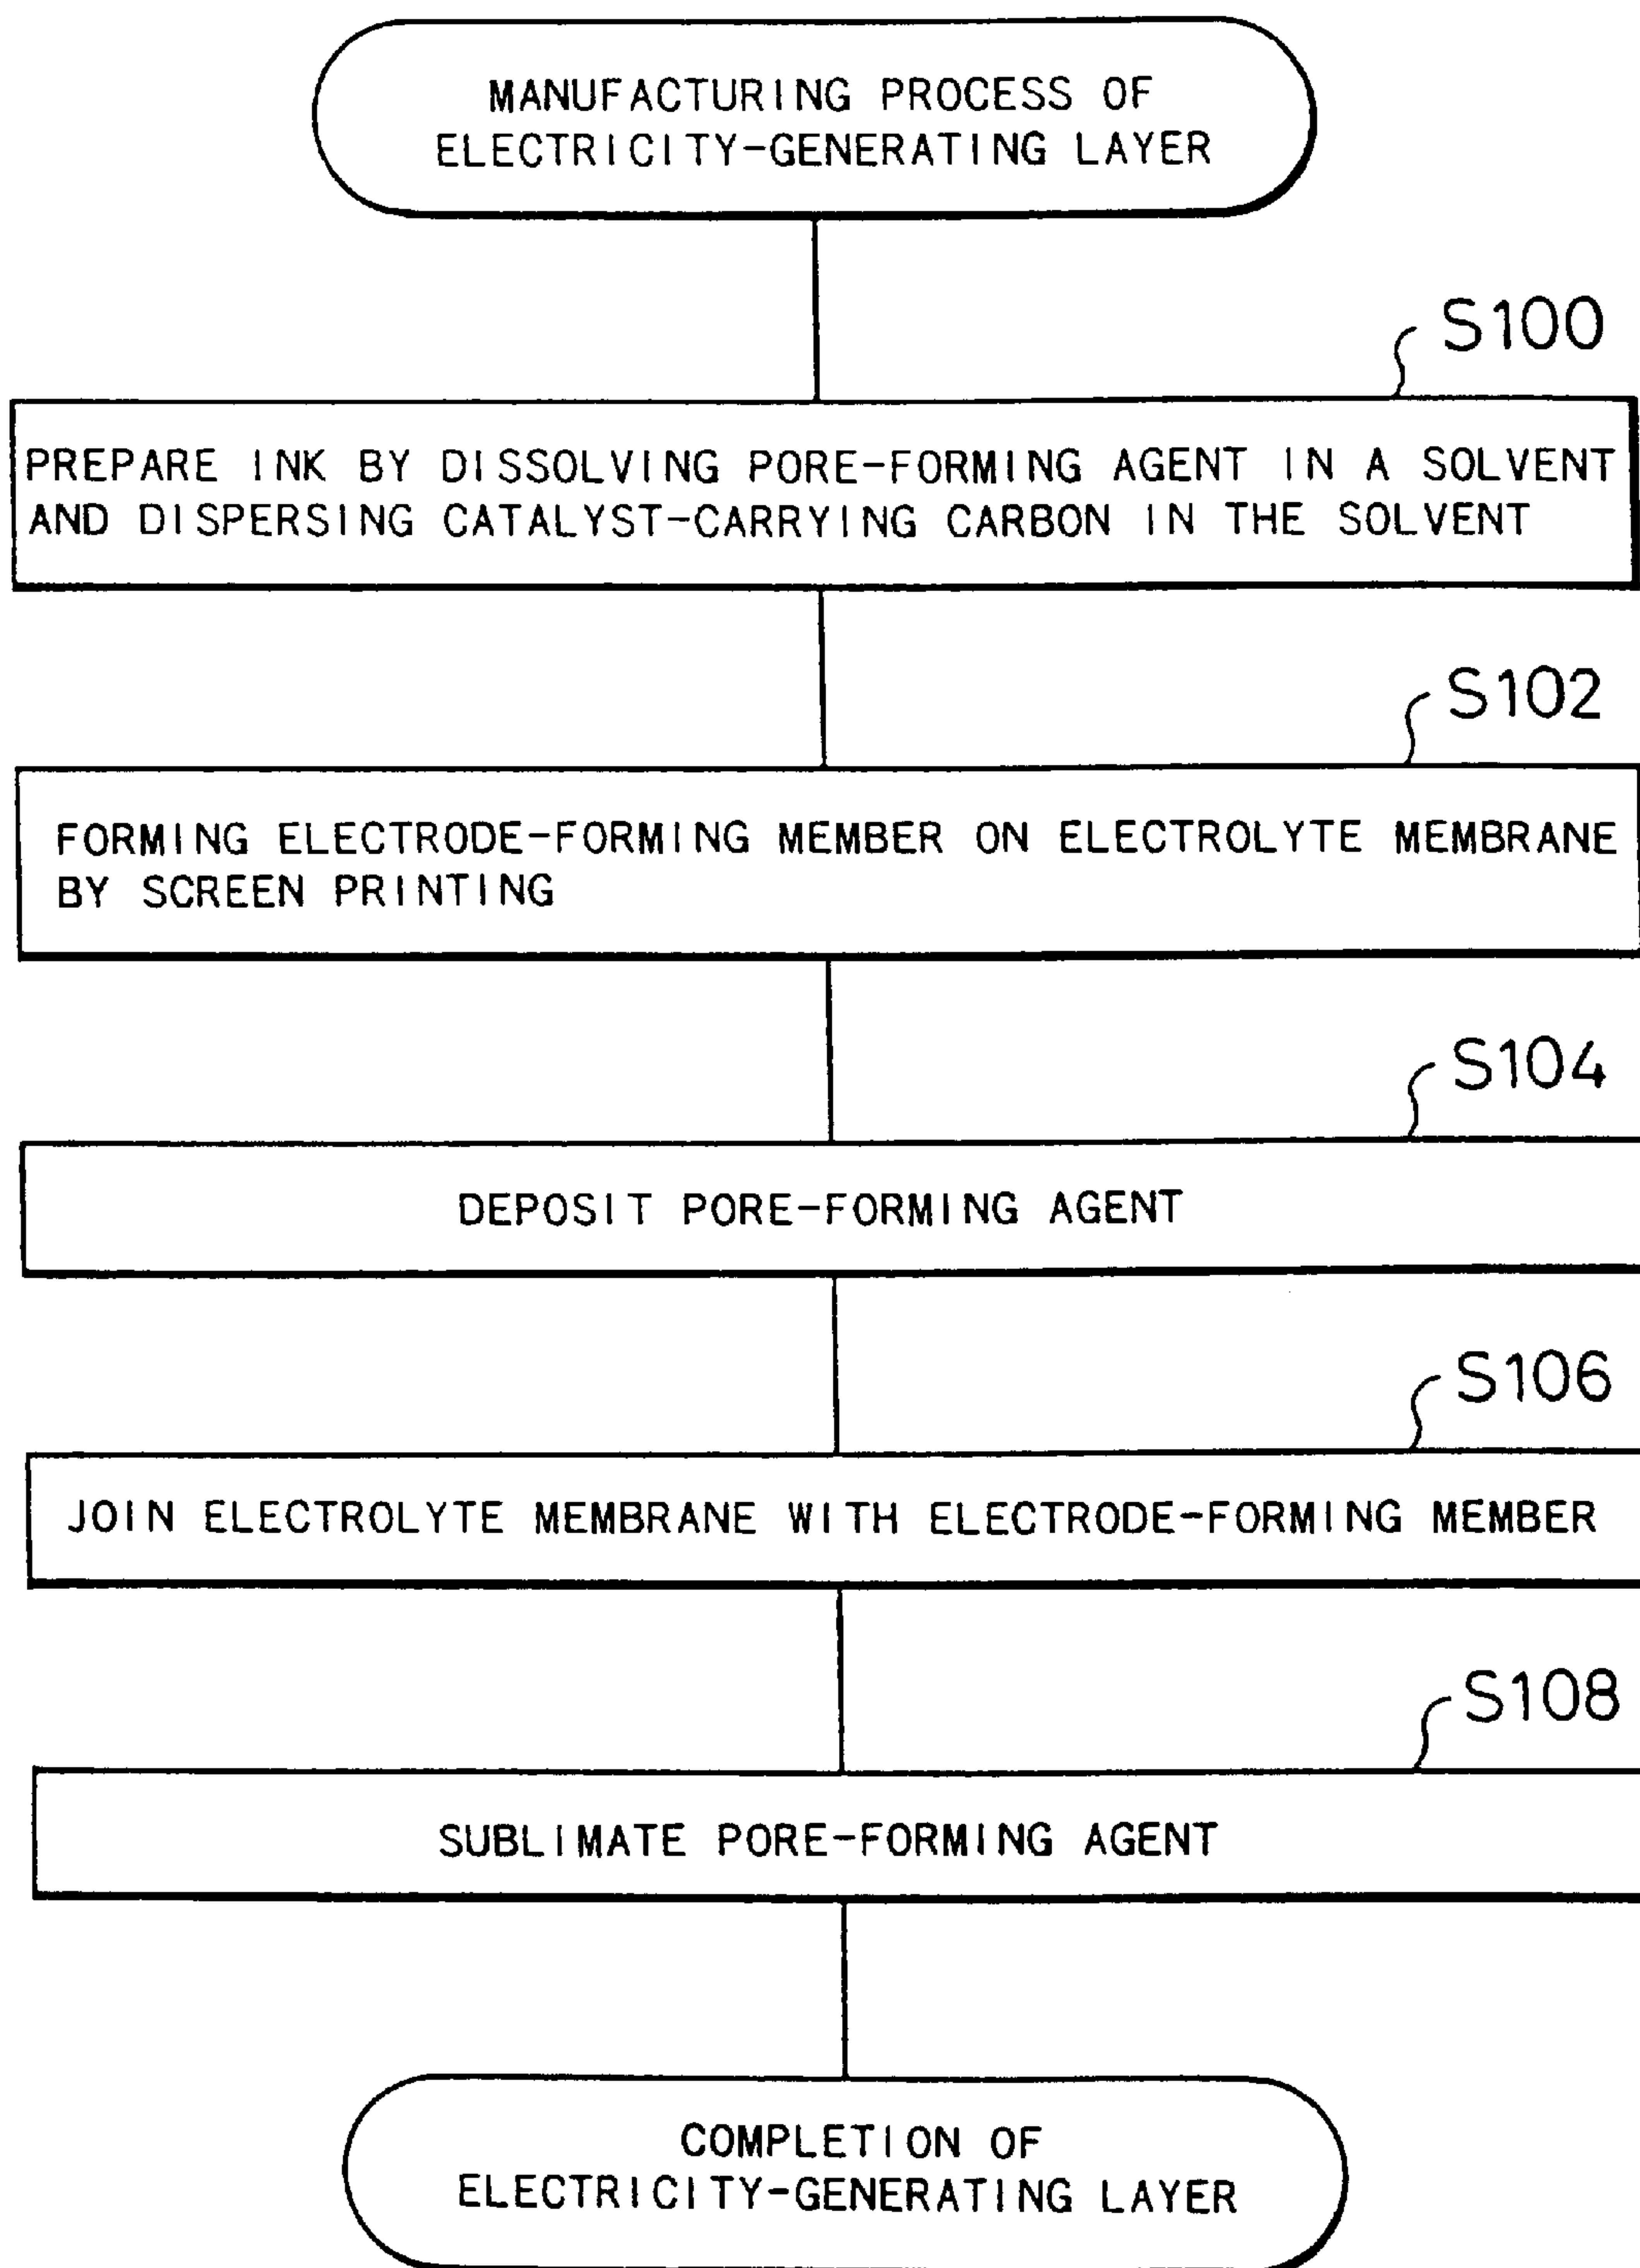 MANUFACTURING PROCESS OF
ELECTRICITY-GENERATING LAYER
S100
PREPARE INK BY DISSOLVING PORE-FORMING AGENT IN A SOLVENT
AND DISPERSING CATALYST-CARRYING CARBON IN THE SOLVENT
S102
FORMING ELECTRODE-FORMING MEMBER ON ELECTROLYTE MEMBRANE
BY SCREEN PRINTING
S104
DEPOSIT PORE-FORMING AGENT
S106
JOIN ELECTROLYTE MEMBRANE WITH ELECTRODE-FORMING MEMBER
S108
SUBLIMATE PORE-FORMING AGENT
COMPLETION OF
ELECTRICITY-GENERATING LAYER